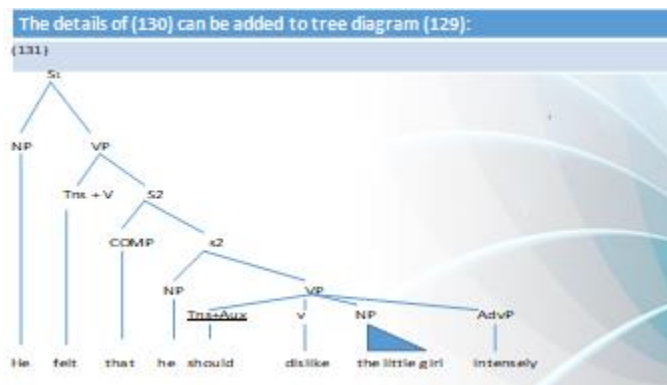 The details of (130) can be added to tree diagram (129):
(131)
S1
NP VP
Tns + V S2
COMP s2
NP VP
Tns+Aux v NP AdvP
He felt that he should dislike the little girl intensely